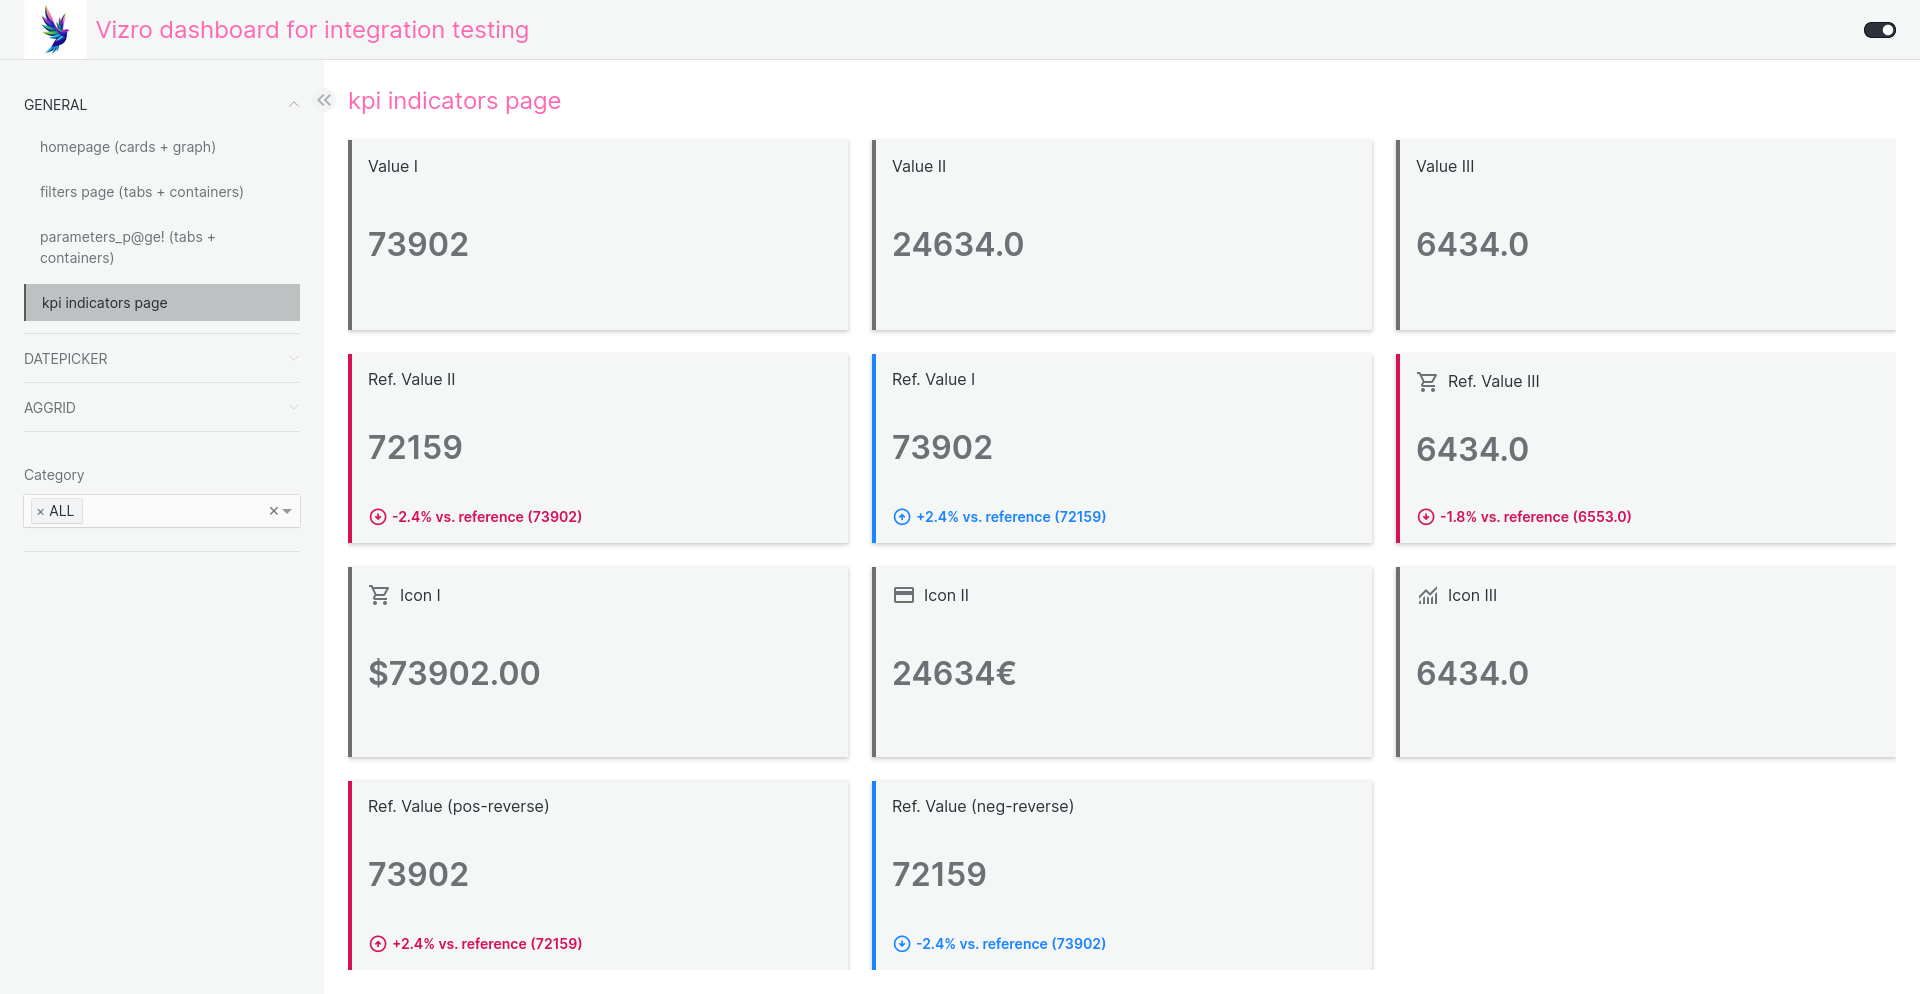 Vizro dashboard for integration testing
GENERAL
homepage (cards + graph)
filters page (tabs + containers)
parameters_p@ge! (tabs +
containers)
kpi indicators page
DATEPICKER
AGGRID
Category
× ALL
×
kpi indicators page
Value I
73902
Value II
24634.0
Value III
6434.0
Ref. Value II
72159
-2.4% vs. reference (73902)
Ref. Value I
73902
+2.4% vs. reference (72159)
Ref. Value III
6434.0
-1.8% vs. reference (6553.0)
Icon I
$73902.00
Icon II
24634€
Icon III
6434.0
Ref. Value (pos-reverse)
73902
+2.4% vs. reference (72159)
Ref. Value (neg-reverse)
72159
-2.4% vs. reference (73902)